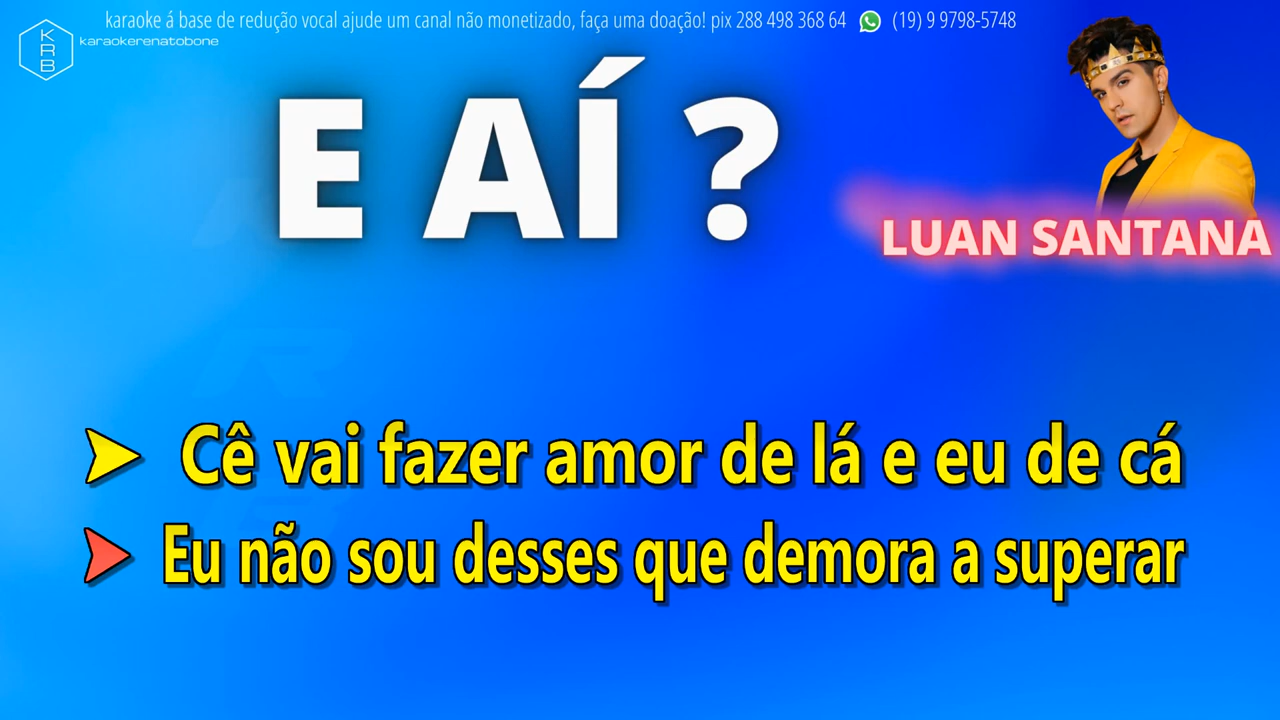 karaoke á base de redução vocal ajude um canal não monetizado, faça uma doação! pix 288 498 368 64 (19) 9 9798-5748
KRB
karaokerenatobone
E AÍ ?
LUAN SANTANA
Cê vai fazer amor de lá e eu de cá
Eu não sou desses que demora a superar